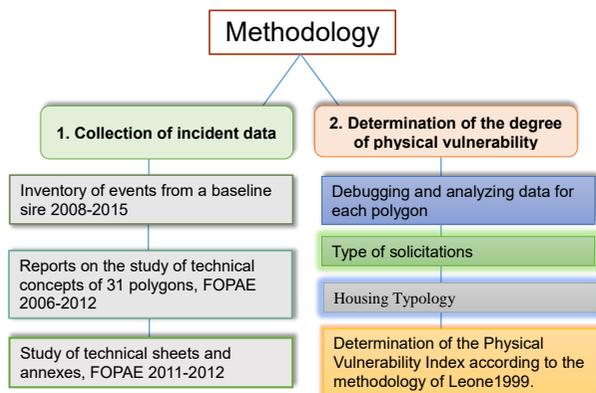 Methodology
1. Collection of incident data
Inventory of events from a baseline
sire 2008-2015
Reports on the study of technical
concepts of 31 polygons, FOPAE
2006-2012
Study of technical sheets and
annexes, FOPAE 2011-2012
2. Determination of the degree
of physical vulnerability
Debugging and analyzing data for
each polygon
Type of solicitations
Housing Typology
Determination of the Physical
Vulnerability Index according to the
methodology of Leone1999.